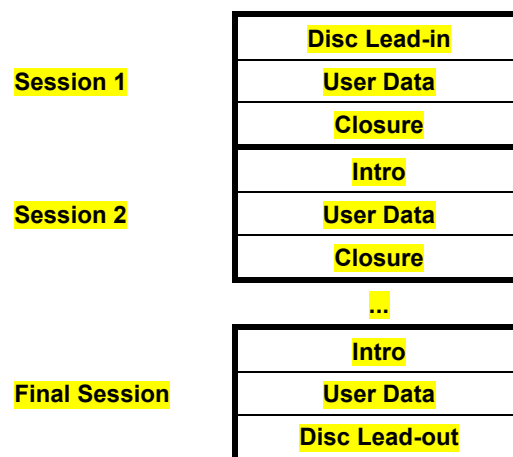 Disc Lead-in
Session 1 User Data
Closure
Intro
Session 2 User Data
Closure
...
Intro
Final Session User Data
Disc Lead-out